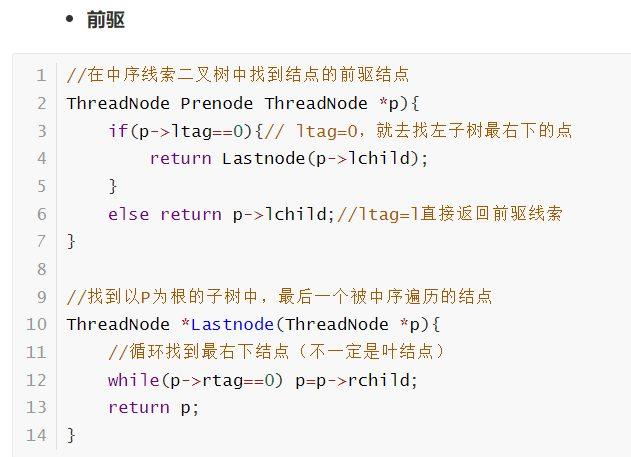 前驱
1 //在中序线索二叉树中找到结点的前驱结点
2 ThreadNode Prenode ThreadNode *p){
3     if(p->ltag==0){// ltag=0，就去找左子树最右下的点
4         return Lastnode(p->lchild);
5     }
6     else return p->lchild;//ltag=l直接返回前驱线索
7 }
8
9 //找到以P为根的子树中，最后一个被中序遍历的结点
10 ThreadNode *Lastnode(ThreadNode *p){
11     //循环找到最右下结点（不一定是叶结点）
12     while(p->rtag==0) p=p->rchild;
13     return p;
14 }